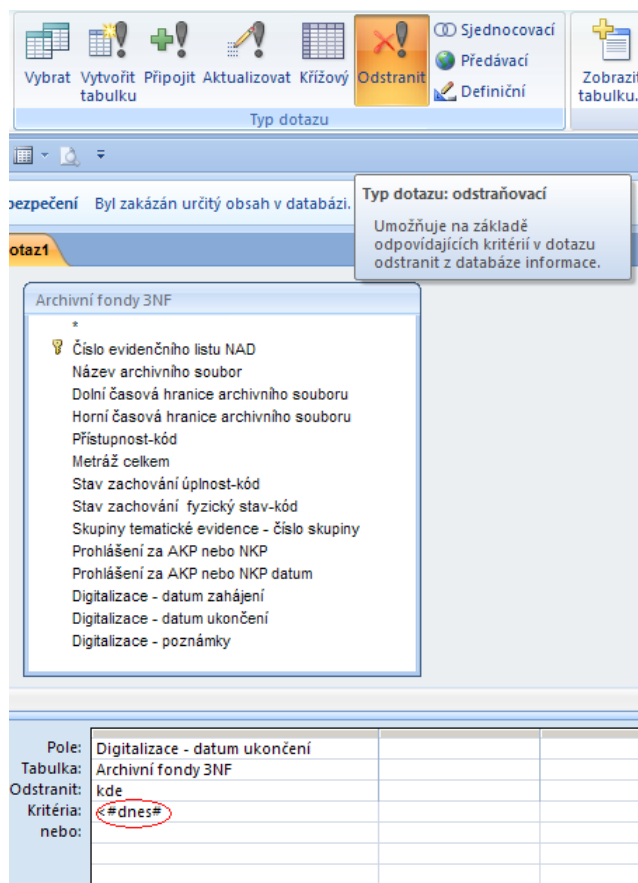 Sjednocovací
Předávací
Definiční
Vybrat Vytvořit tabulku Připojit Aktualizovat Křížový Odstranit Zobrazit tabulku.
Typ dotazu
bezpečení Byl zakázán určitý obsah v databázi.
Typ dotazu: odstraňovací
Umožňuje na základě
odpovídajících kritérií v dotazu
odstranit z databáze informace.
otaz1
Archivní fondy 3NF
*
Číslo evidenčního listu NAD
Název archivního soubor
Dolní časová hranice archivního souboru
Horní časová hranice archivního souboru
Přístupnost-kód
Metráž celkem
Stav zachování úplnost-kód
Stav zachování fyzický stav-kód
Skupiny tematické evidence - číslo skupiny
Prohlášení za AKP nebo NKP
Prohlášení za AKP nebo NKP datum
Digitalizace - datum zahájení
Digitalizace - datum ukončení
Digitalizace - poznámky
Pole: Digitalizace - datum ukončení
Tabulka: Archivní fondy 3NF
Odstranit: kde
Kritéria: <#dnes#
nebo: